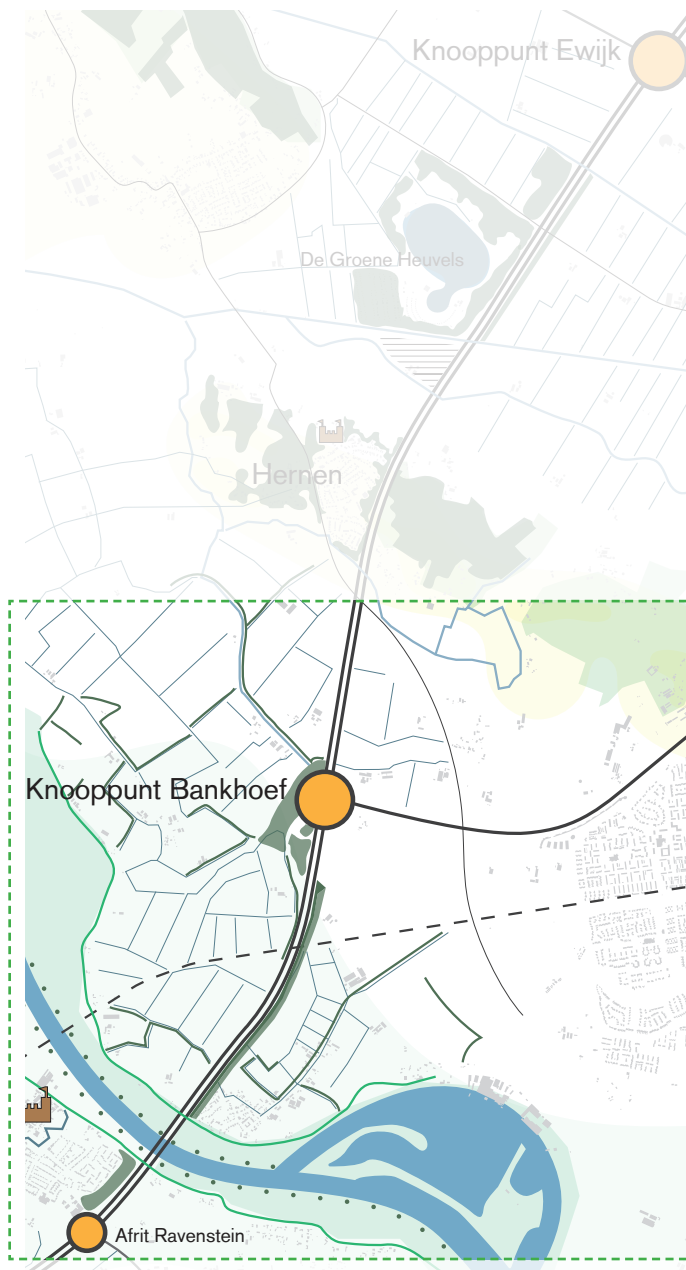 Knooppunt Ewijk
De Groene Heuvels
Hernen
Knooppunt Bankhoef
Afrit Ravenstein